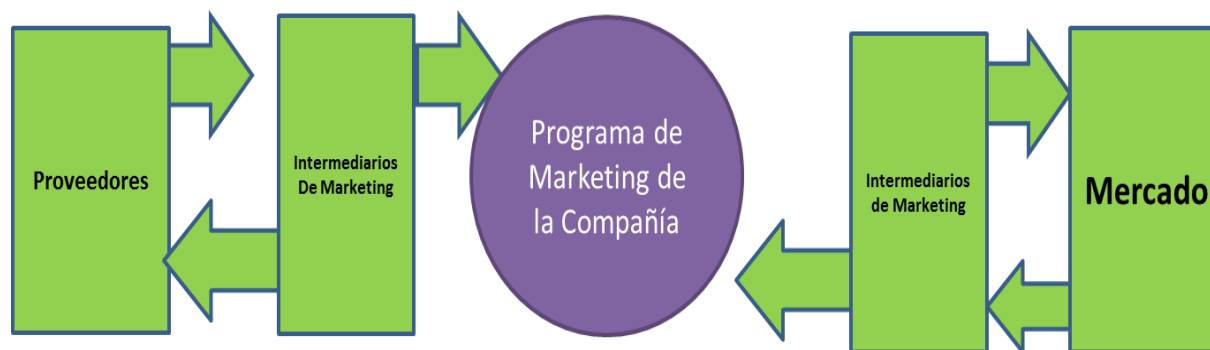 Proveedores
Intermediarios
De Marketing
Programa de
Marketing de
la Compañía
Intermediarios
de Marketing
Mercado